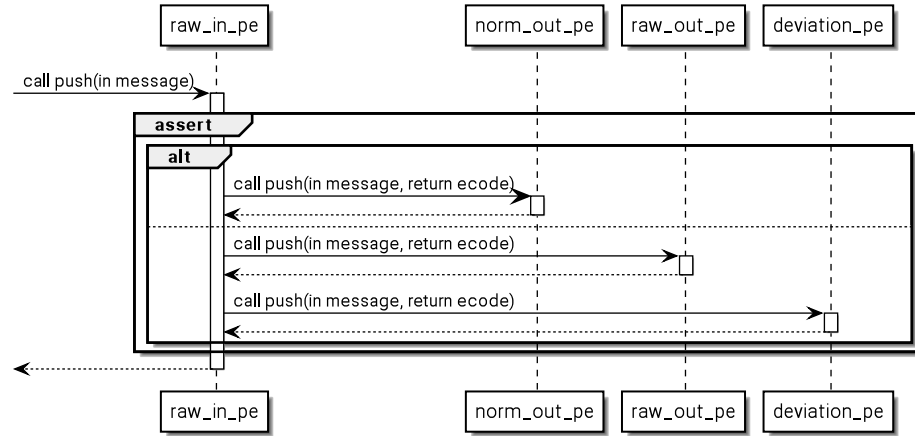 raw_in_pe norm_out_pe raw_out_pe deviation_pe
call push(in message)
assert
alt
call push(in message, return ecode)
call push(in message, return ecode)
call push(in message, return ecode)
raw_in_pe norm_out_pe raw_out_pe deviation_pe